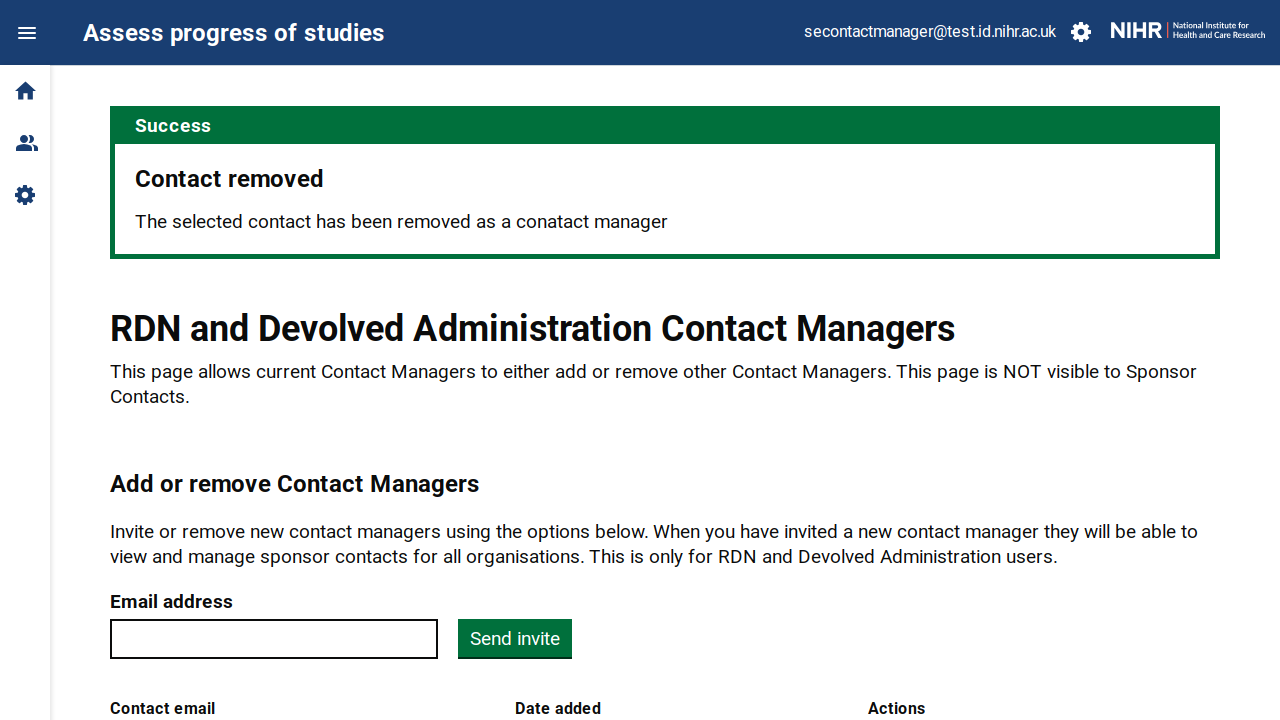 Assess progress of studies
secontactmanager@test.id.nihr.ac.uk
NIHR
National Institute for
Health and Care Research
Success
Contact removed
The selected contact has been removed as a conatact manager
RDN and Devolved Administration Contact Managers
This page allows current Contact Managers to either add or remove other Contact Managers. This page is NOT visible to Sponsor
Contacts.
Add or remove Contact Managers
Invite or remove new contact managers using the options below. When you have invited a new contact manager they will be able to
view and manage sponsor contacts for all organisations. This is only for RDN and Devolved Administration users.
Email address
Send invite
Contact email Date added Actions